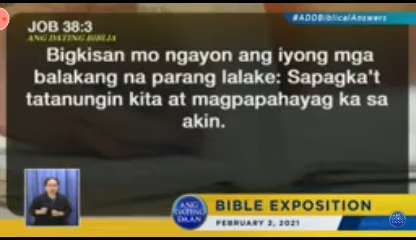 JOB 38:3
#ADDBiblicalAnswers
ANG DATING BIBLIA
Bigkisan mo ngayon ang iyong mga
balakang na parang lalake: Sapagka't
tatanungin kita at magpapahayag ka sa
akin.
ANG
DATING
DAAN
BIBLE EXPOSITION
FEBRUARY 2, 2021